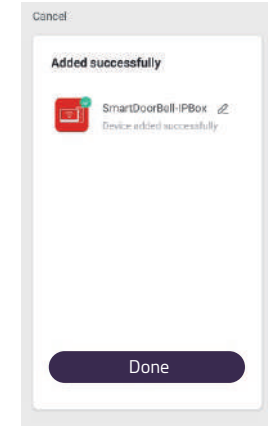 Cancel
Added successfully
SmartDoorBell-IPBox
Device added successfully
Done